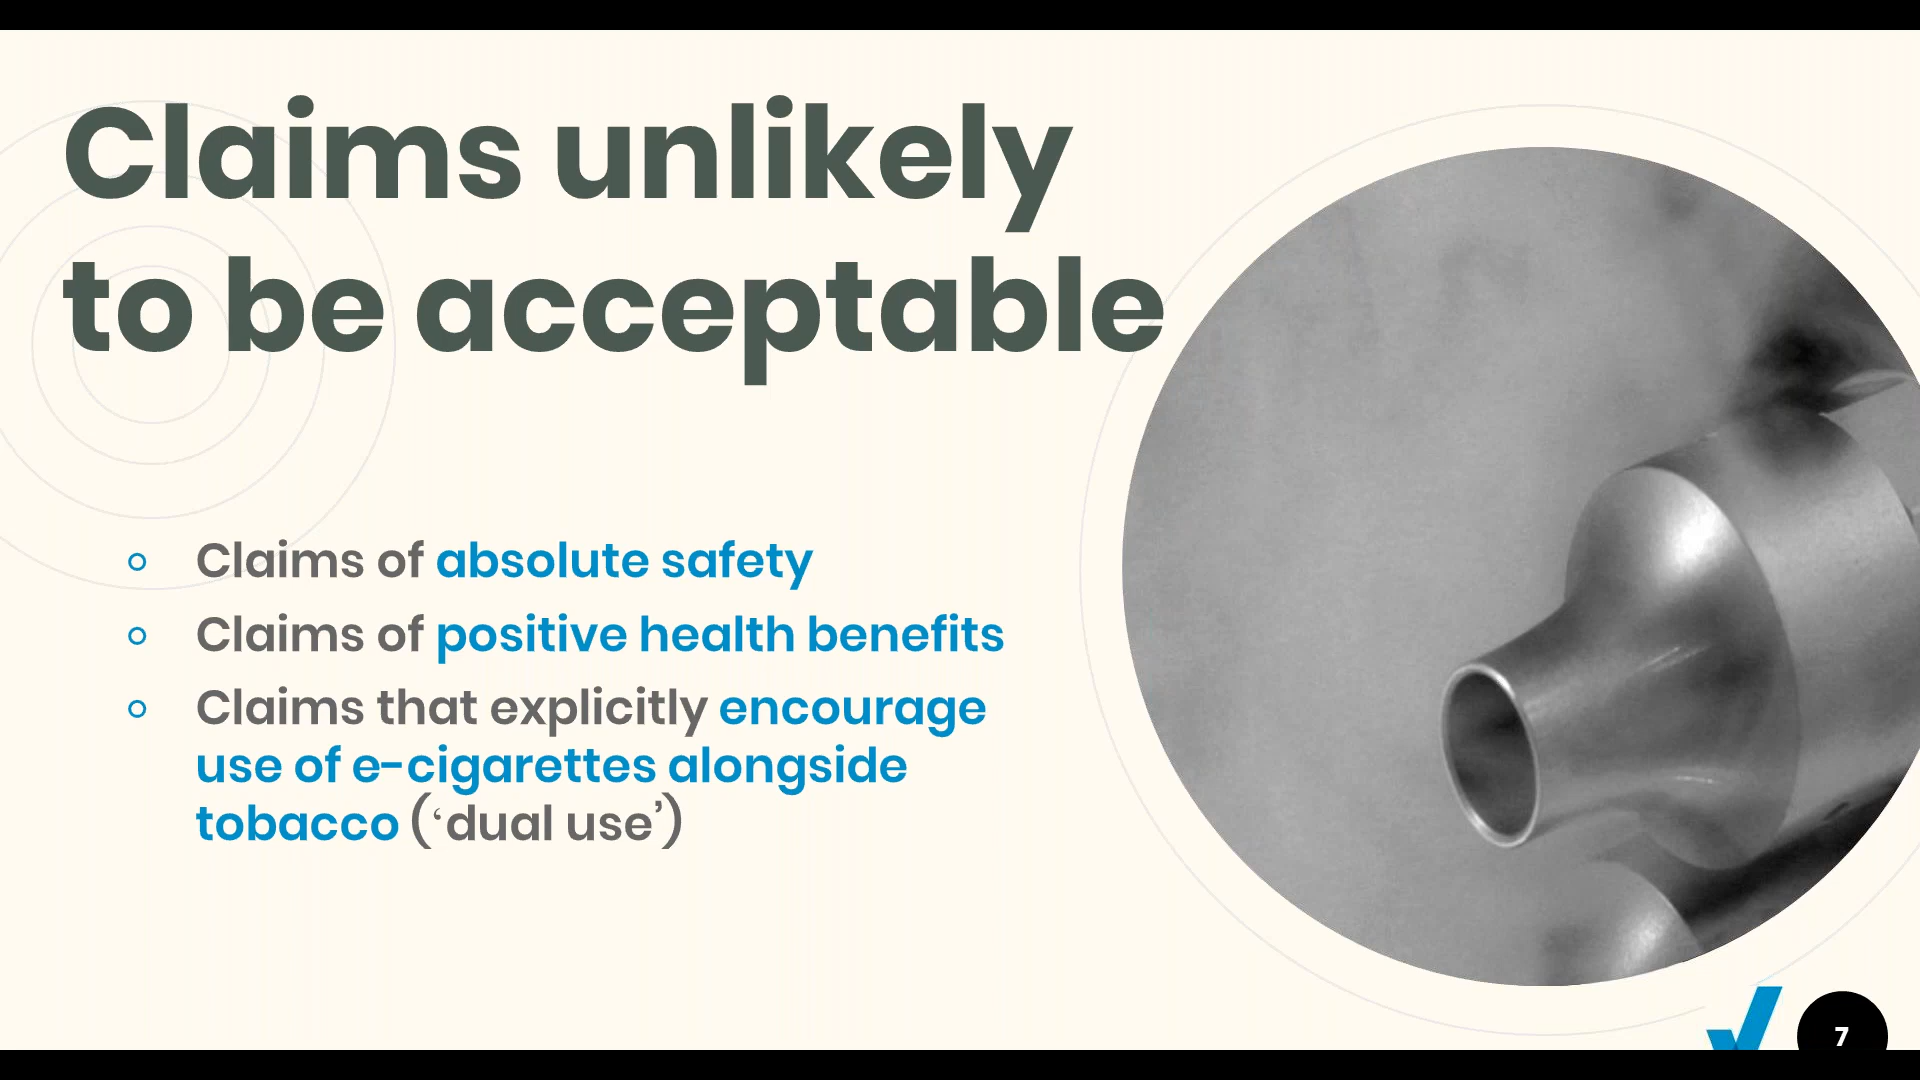 Claims unlikely
to be acceptable
Claims of absolute safety
Claims of positive health benefits
Claims that explicitly encourage
use of e-cigarettes alongside
tobacco (‘dual use’)
7